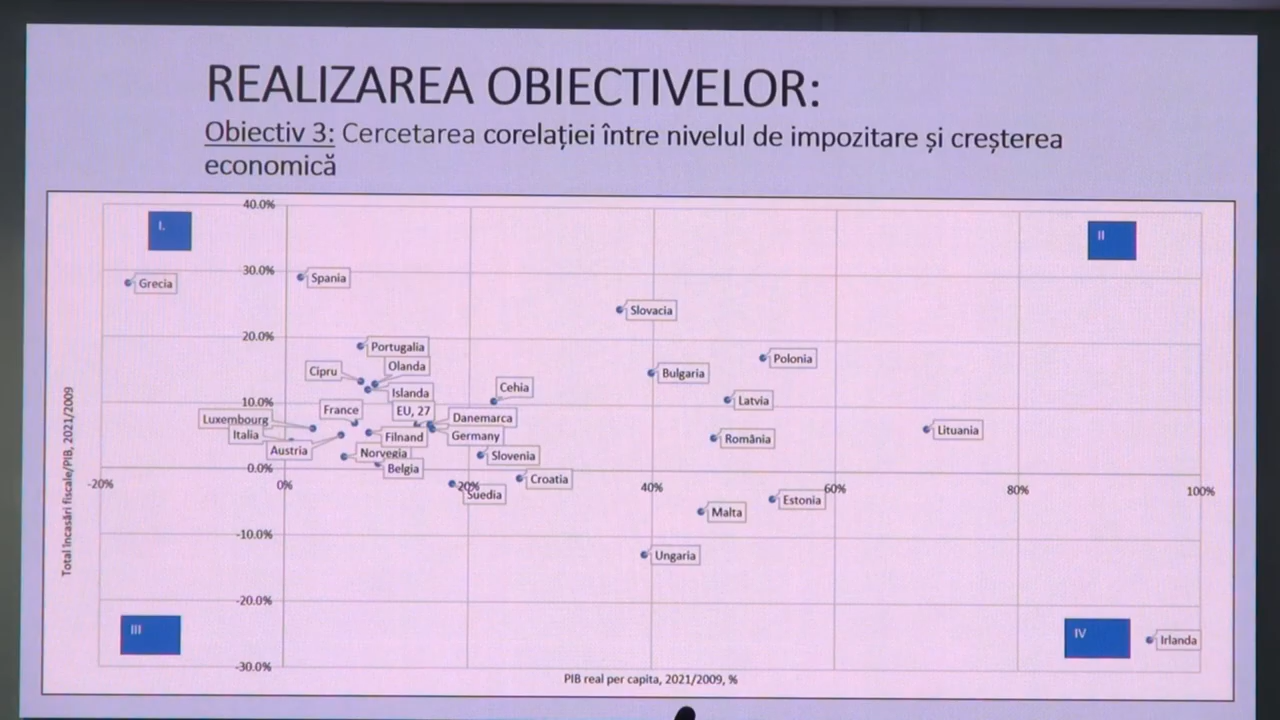 REALIZAREA OBIECTIVELOR:
Obiectiv 3: Cercetarea corelației între nivelul de impozitare și creșterea
economică
40.0%
I.
II
30.0%
Grecia
Spania
Slovacia
20.0%
Portugalia
Polonia
Cipru
Olanda
Bulgaria
Islanda
Cehia
10.0%
Latvia
France
EU, 27
Luxembourg
Danemarca
Lituania
Italia
Filnand
Germany
România
Austria
Norvegia
Slovenia
0.0%
Belgia
Croatia
-20%
0%
20%
40%
60%
80%
100%
Suedia
Estonia
Malta
-10.0%
Ungaria
-20.0%
III
IV
Irlanda
-30.0%
Total încasări fiscale/PIB, 2021/2009
PIB real per capita, 2021/2009, %